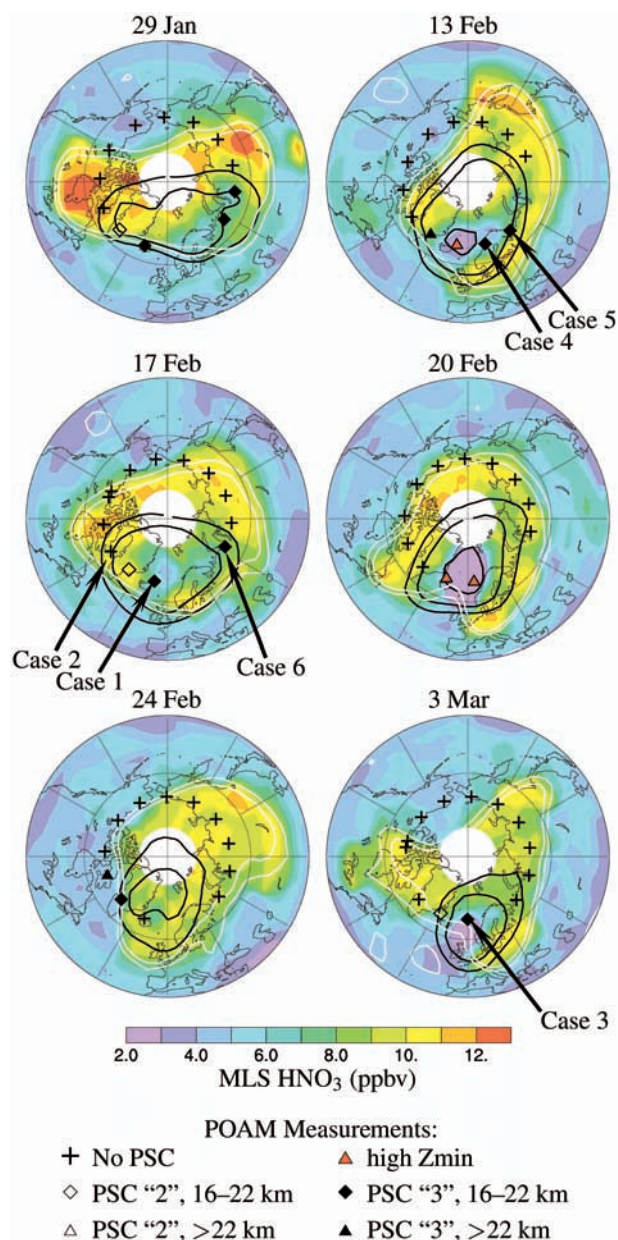 29 Jan 13 Feb
Case 5
Case 4
17 Feb 20 Feb
Case 2
Case 1 Case 6
24 Feb 3 Mar
Case 3
2.0 4.0 6.0 8.0 10. 12.
MLS HNO₃ (ppbv)
POAM Measurements:
No PSC high Zmin
PSC “2”, 16–22 km PSC “3”, 16–22 km
PSC “2”, >22 km PSC “3”, >22 km